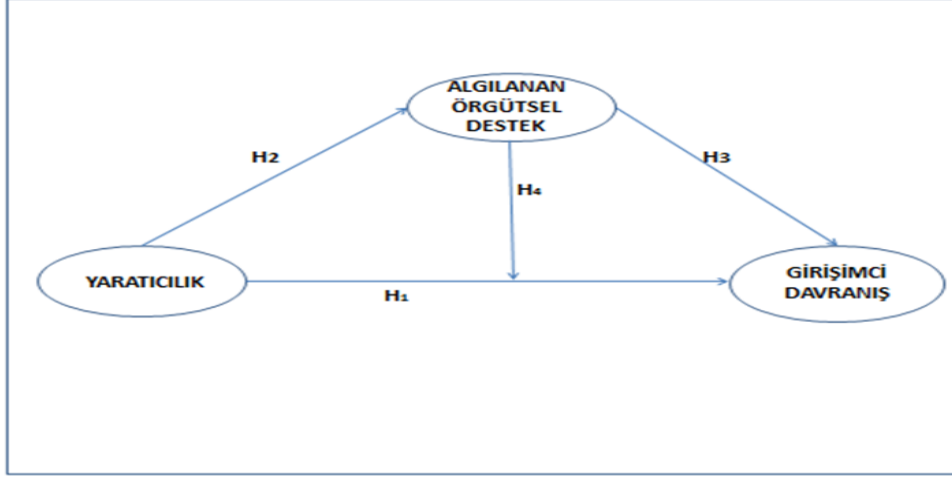 ALGILANAN
ÖRGÜTSEL
DESTEK
H2
H3
H4
YARATICILIK
H1
GİRİŞİMCİ
DAVRANIŞ